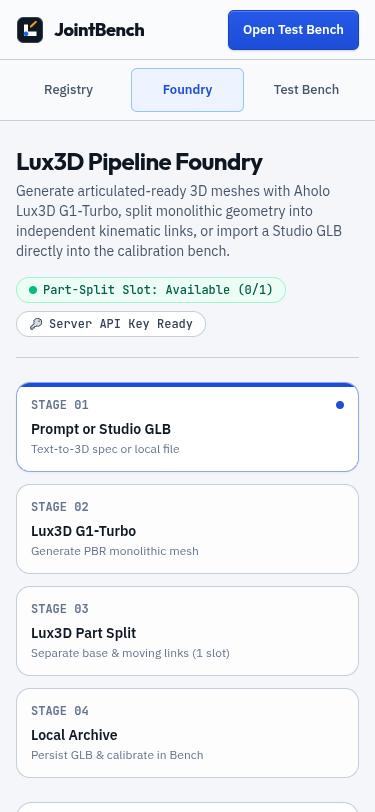 JointBench
Open Test Bench
Registry
Foundry
Test Bench
Lux3D Pipeline Foundry
Generate articulated-ready 3D meshes with Aholo
Lux3D G1-Turbo, split monolithic geometry into
independent kinematic links, or import a Studio GLB
directly into the calibration bench.
Part-Split Slot: Available (0/1)
Server API Key Ready
STAGE 01
Prompt or Studio GLB
Text-to-3D spec or local file
STAGE 02
Lux3D G1-Turbo
Generate PBR monolithic mesh
STAGE 03
Lux3D Part Split
Separate base & moving links (1 slot)
STAGE 04
Local Archive
Persist GLB & calibrate in Bench